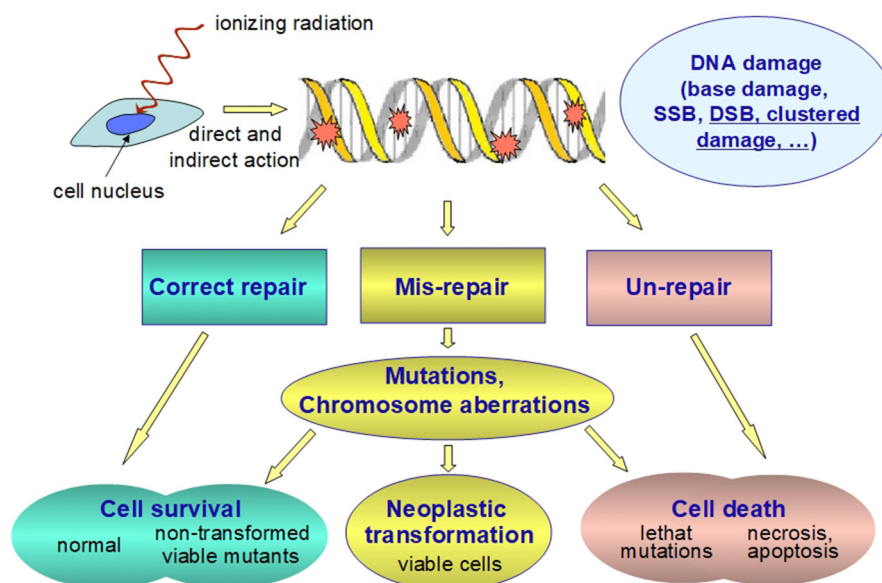 ionizing radiation
direct and
indirect action
cell nucleus
DNA damage
(base damage,
SSB, DSB, clustered
damage, ...)
Correct repair
Mis-repair
Un-repair
Mutations,
Chromosome aberrations
Cell survival
normal
non-transformed
viable mutants
Neoplastic
transformation
viable cells
Cell death
lethat
mutations
necrosis,
apoptosis